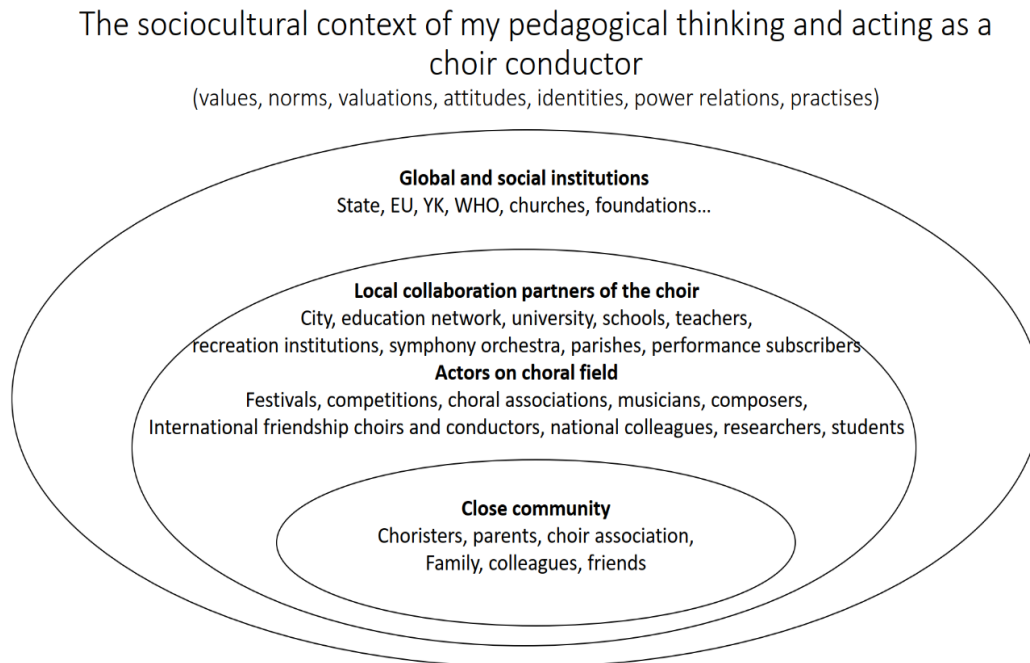 The sociocultural context of my pedagogical thinking and acting as a
choir conductor
(values, norms, valuations, attitudes, identities, power relations, practises)
Global and social institutions
State, EU, YK, WHO, churches, foundations...
Local collaboration partners of the choir
City, education network, university, schools, teachers,
recreation institutions, symphony orchestra, parishes, performance subscribers
Actors on choral field
Festivals, competitions, choral associations, musicians, composers,
International friendship choirs and conductors, national colleagues, researchers, students
Close community
Choristers, parents, choir association,
Family, colleagues, friends